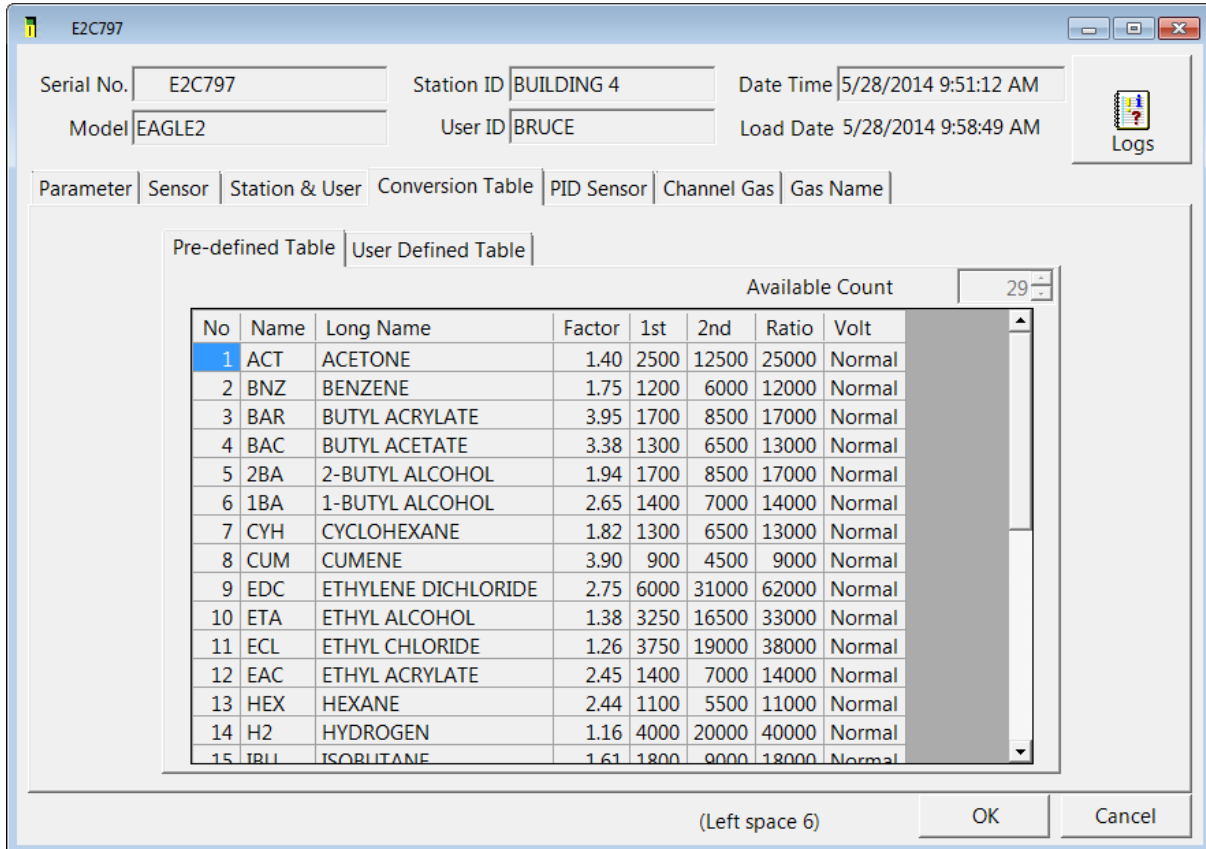 E2C797
Serial No. E2C797 Station ID BUILDING 4 Date Time 5/28/2014 9:51:12 AM
Model EAGLE2 User ID BRUCE Load Date 5/28/2014 9:58:49 AM
Logs
Parameter Sensor Station & User Conversion Table PID Sensor Channel Gas Gas Name
Pre-defined Table User Defined Table
Available Count 29
No Name Long Name Factor 1st 2nd Ratio Volt
1 ACT ACETONE 1.40 2500 12500 25000 Normal
2 BNZ BENZENE 1.75 1200 6000 12000 Normal
3 BAR BUTYL ACRYLATE 3.95 1700 8500 17000 Normal
4 BAC BUTYL ACETATE 3.38 1300 6500 13000 Normal
5 2BA 2-BUTYL ALCOHOL 1.94 1700 8500 17000 Normal
6 1BA 1-BUTYL ALCOHOL 2.65 1400 7000 14000 Normal
7 CYH CYCLOHEXANE 1.82 1300 6500 13000 Normal
8 CUM CUMENE 3.90 900 4500 9000 Normal
9 EDC ETHYLENE DICHLORIDE 2.75 6000 31000 62000 Normal
10 ETA ETHYL ALCOHOL 1.38 3250 16500 33000 Normal
11 ECL ETHYL CHLORIDE 1.26 3750 19000 38000 Normal
12 EAC ETHYL ACRYLATE 2.45 1400 7000 14000 Normal
13 HEX HEXANE 2.44 1100 5500 11000 Normal
14 H2 HYDROGEN 1.16 4000 20000 40000 Normal
15 IBU ISOBUTANE 1.61 1800 9000 18000 Normal
(Left space 6) OK Cancel